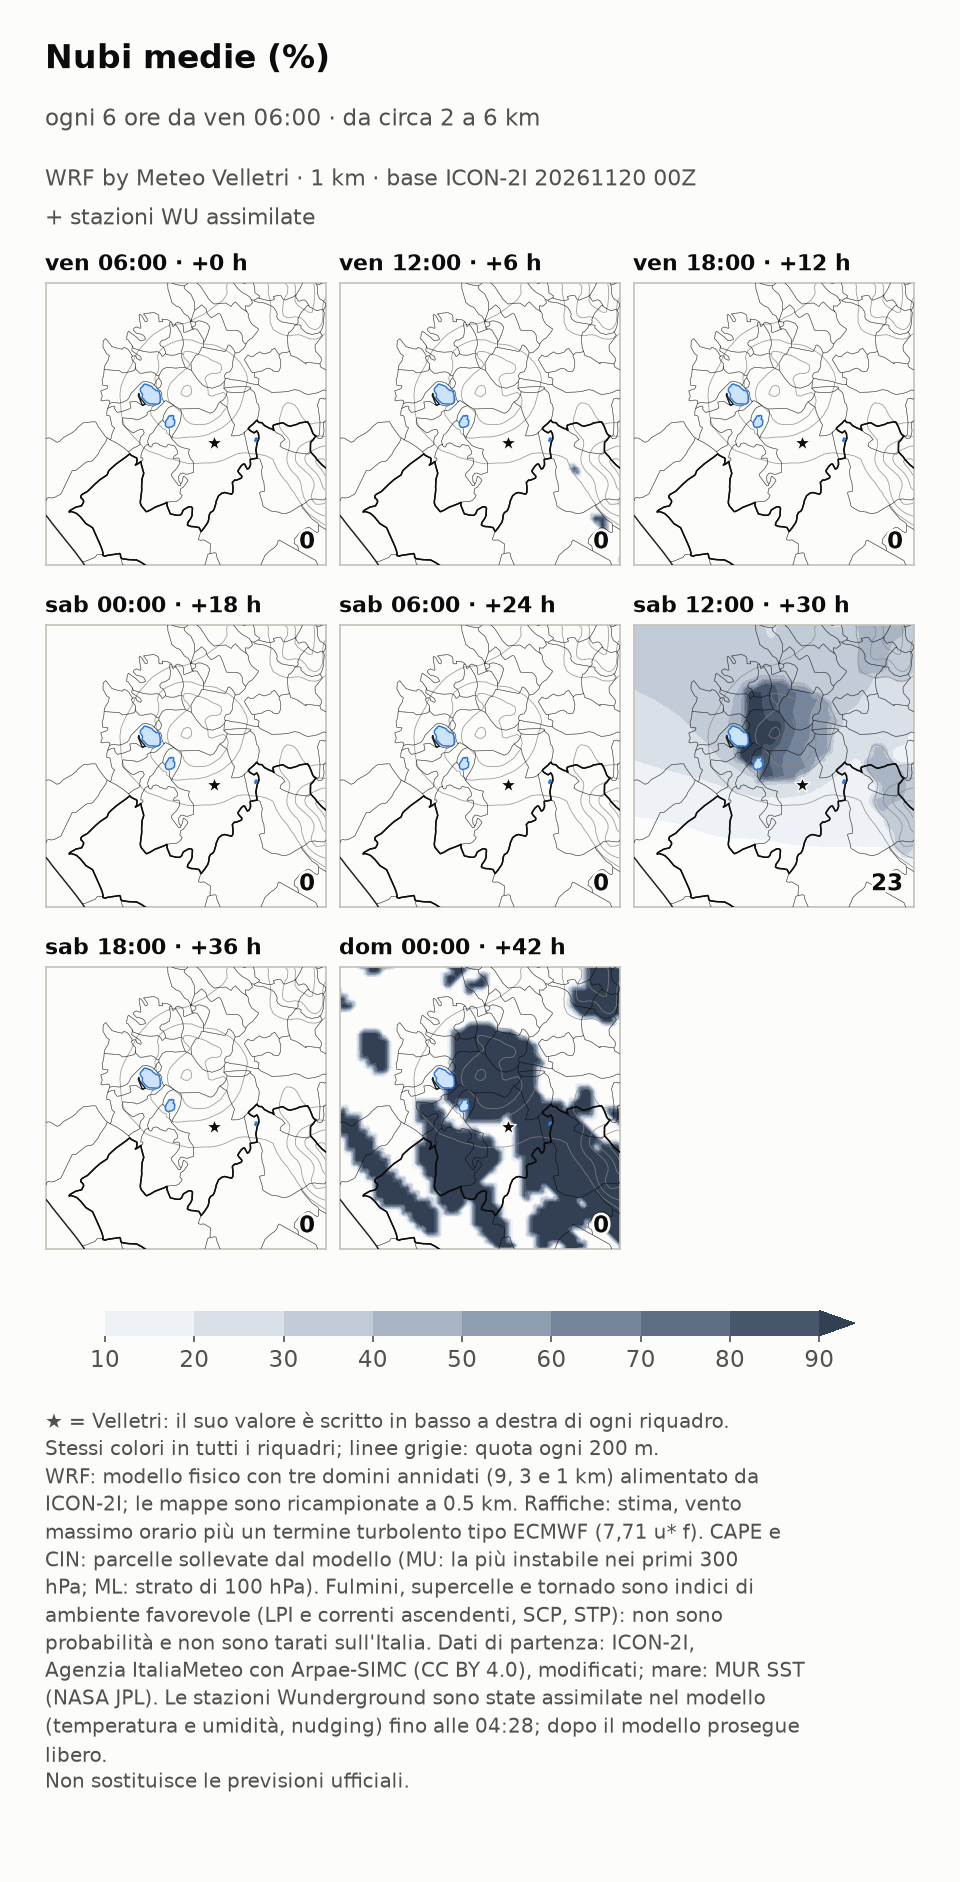 Nubi medie (%)
ogni 6 ore da ven 06:00 · da circa 2 a 6 km
WRF by Meteo Velletri · 1 km · base ICON-2I 20261120 00Z
+ stazioni WU assimilate
ven 06:00 · +0 h
ven 12:00 · +6 h
ven 18:00 · +12 h
0
0
0
sab 00:00 · +18 h
sab 06:00 · +24 h
sab 12:00 · +30 h
0
0
23
sab 18:00 · +36 h
dom 00:00 · +42 h
0
0
10 20 30 40 50 60 70 80 90
★ = Velletri: il suo valore è scritto in basso a destra di ogni riquadro.
Stessi colori in tutti i riquadri; linee grigie: quota ogni 200 m.
WRF: modello fisico con tre domini annidati (9, 3 e 1 km) alimentato da
ICON-2I; le mappe sono ricampionate a 0.5 km. Raffiche: stima, vento
massimo orario più un termine turbolento tipo ECMWF (7,71 u* f). CAPE e
CIN: parcelle sollevate dal modello (MU: la più instabile nei primi 300
hPa; ML: strato di 100 hPa). Fulmini, supercelle e tornado sono indici di
ambiente favorevole (LPI e correnti ascendenti, SCP, STP): non sono
probabilità e non sono tarati sull'Italia. Dati di partenza: ICON-2I,
Agenzia ItaliaMeteo con Arpae-SIMC (CC BY 4.0), modificati; mare: MUR SST
(NASA JPL). Le stazioni Wunderground sono state assimilate nel modello
(temperatura e umidità, nudging) fino alle 04:28; dopo il modello prosegue
libero.
Non sostituisce le previsioni ufficiali.